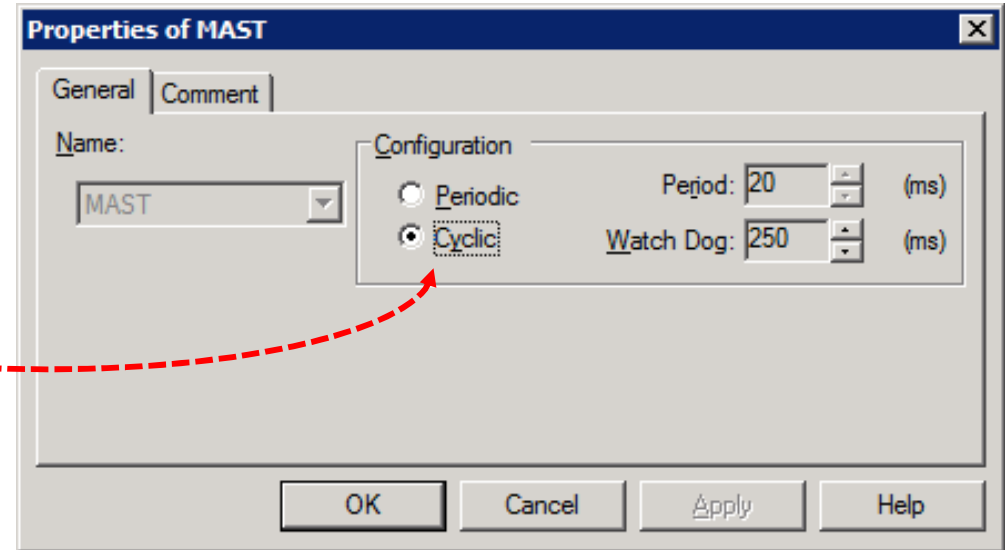 Properties of MAST
General Comment
Name:
MAST
Configuration
Periodic
Cyclic
Period: 20 (ms)
Watch Dog: 250 (ms)
OK Cancel Apply Help